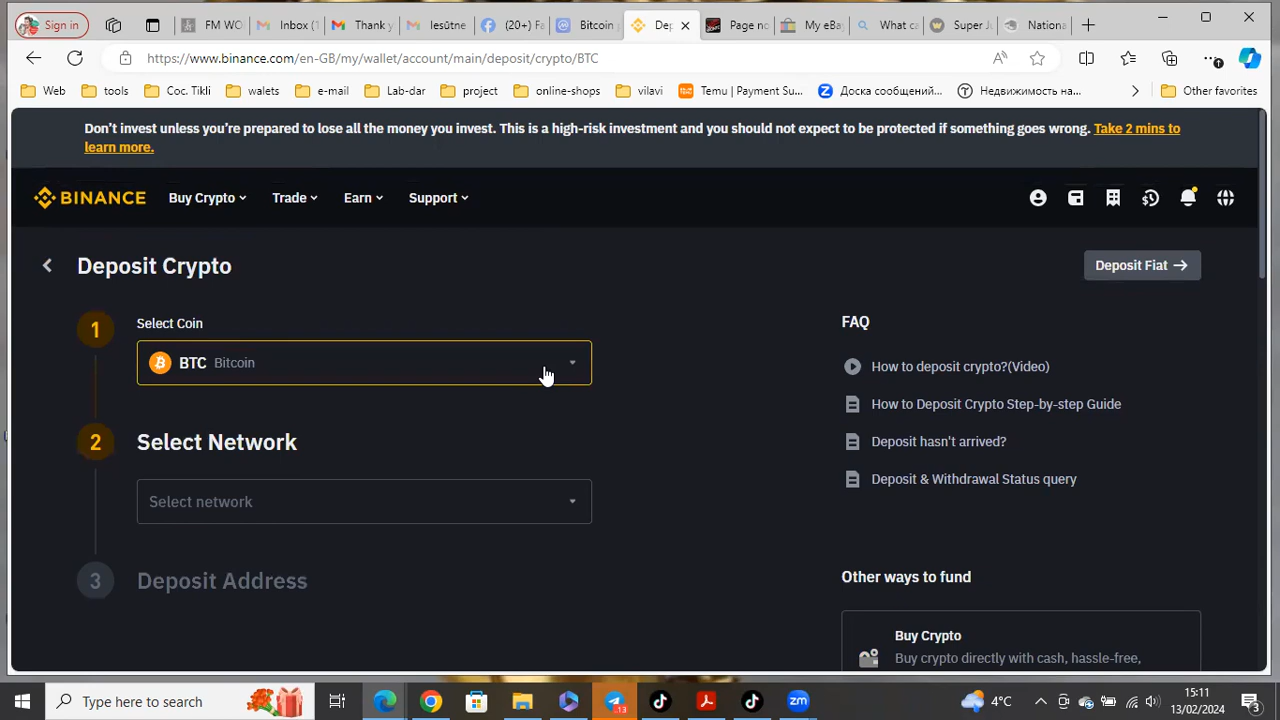 Sign in
FM WO
Inbox (1
Thank y
Iesūtne
(20+) Fa
Bitcoin
Dep
Page no
My eBay
What ca
Super J
Nationa
https://www.binance.com/en-GB/my/wallet/account/main/deposit/crypto/BTC
Web
tools
Coc. Tikli
walets
e-mail
Lab-dar
project
online-shops
vilavi
Temu | Payment Su...
Доска сообщений...
Недвижимость на...
Other favorites
Don't invest unless you're prepared to lose all the money you invest. This is a high-risk investment and you should not expect to be protected if something goes wrong. Take 2 mins to
learn more.
BINANCE
Buy Crypto
Trade
Earn
Support
Deposit Crypto
Deposit Fiat →
1
Select Coin
BTC Bitcoin
2
Select Network
Select network
3
Deposit Address
FAQ
How to deposit crypto?(Video)
How to Deposit Crypto Step-by-step Guide
Deposit hasn't arrived?
Deposit & Withdrawal Status query
Other ways to fund
Buy Crypto
Buy crypto directly with cash, hassle-free,
Type here to search
13
zm
4°C
15:11
13/02/2024
3